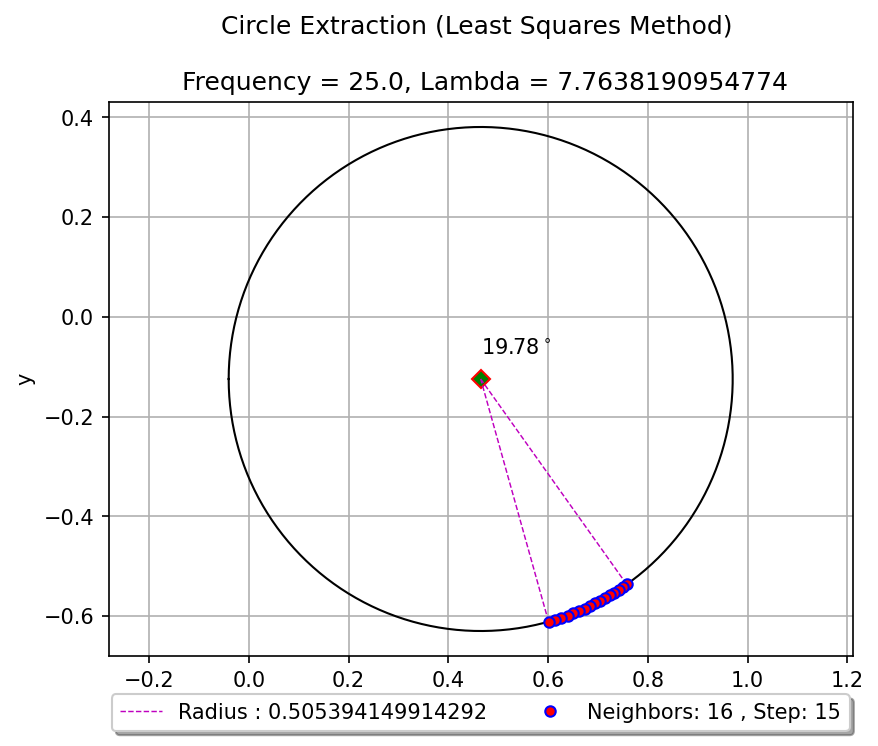 Circle Extraction (Least Squares Method)
Frequency = 25.0, Lambda = 7.7638190954774
0.4
0.2
0.0
−0.2
−0.4
−0.6
y
19.78°
−0.2 0.0 0.2 0.4 0.6 0.8 1.0 1.2
Radius : 0.505394149914292 Neighbors: 16 , Step: 15